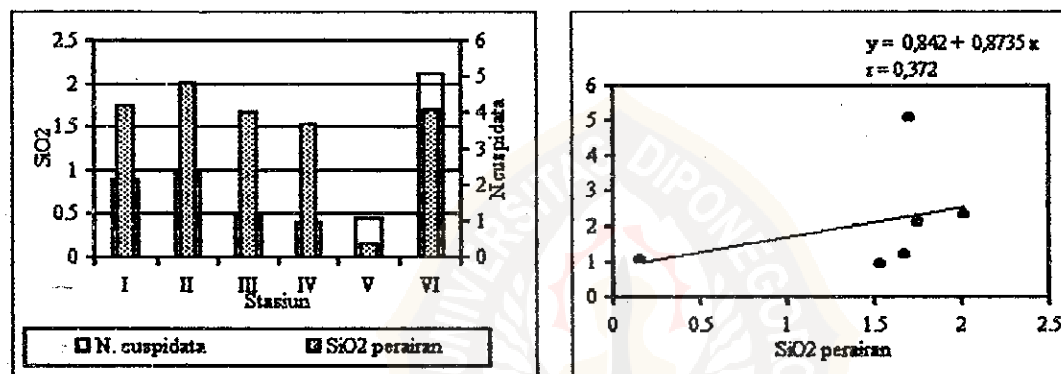 2.5
2
1.5
1
0.5
0
SiO2
6
5
4
3
2
1
0
N cuspidata
I II III IV V VI
Stasiun
N. cuspidata SiO2 perairan
y = 0,842 + 0,8735 x
r = 0,372
6
5
4
3
2
1
0
0 0.5 1 1.5 2 2.5
SiO2 perairan
UNIVERSITAS DIPONEGORO